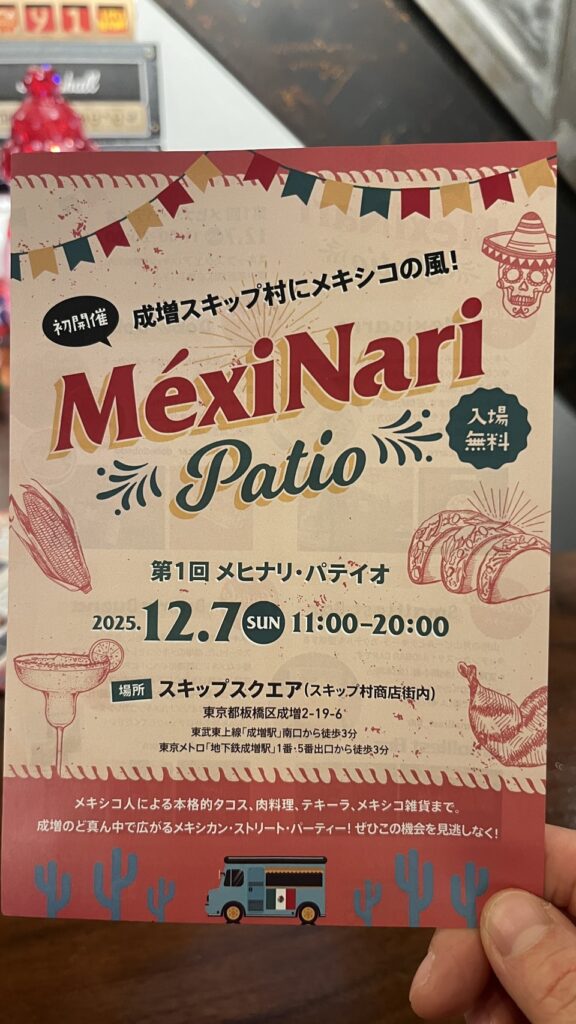 Marshall
初開催
成増スキップ村にメキシコの風!
MéxiNari
Patio
入場
無料
第1回 メヒナリ・パテイオ
2025.12.7 SUN 11:00-20:00
場所 スキップスクエア(スキップ村商店街内)
東京都板橋区成増2-19-6
東武東上線「成増駅」南口から徒歩3分
東京メトロ「地下鉄成増駅」1番・5番出口から徒歩3分
メキシコ人による本格的タコス、肉料理、テキーラ、メキシコ雑貨まで。
成増のど真ん中で広がるメキシカン・ストリート・パーティー!ぜひこの機会を見逃しなく!